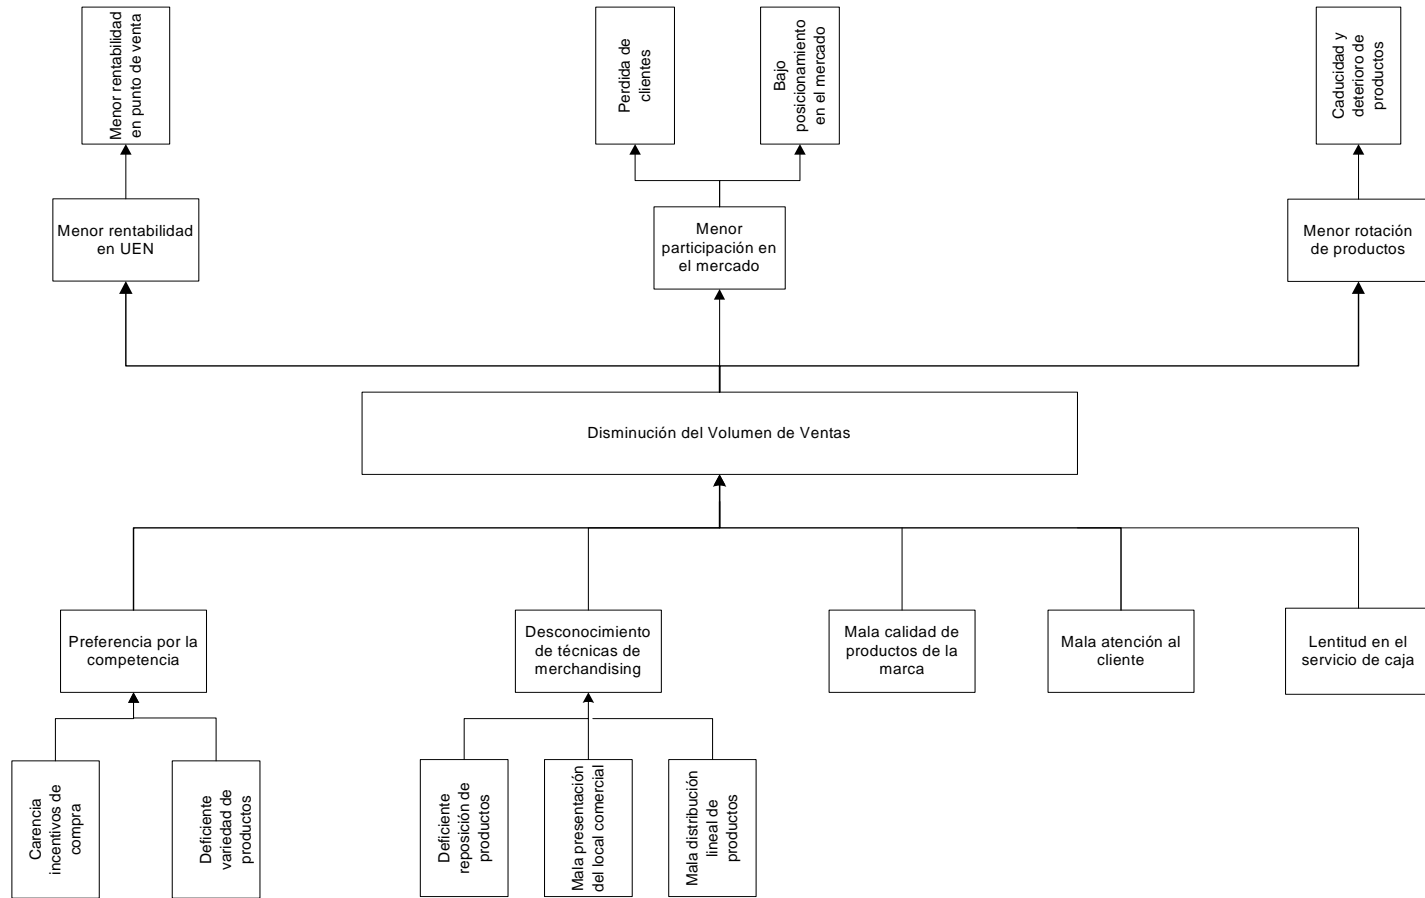 Menor rentabilidad
en punto de venta
Perdida de
clientes
Bajo
posicionamiento
en el mercado
Caducidad y
deterioro de
productos
Menor rentabilidad
en UEN
Menor
participación en
el mercado
Menor rotación
de productos
Disminución del Volumen de Ventas
Preferencia por la
competencia
Desconocimiento
de técnicas de
merchandising
Mala calidad de
productos de la
marca
Mala atención al
cliente
Lentitud en el
servicio de caja
Carencia
incentivos de
compra
Deficiente
variedad de
productos
Deficiente
reposición de
productos
Mala presentación
del local comercial
Mala distribución
lineal de
productos